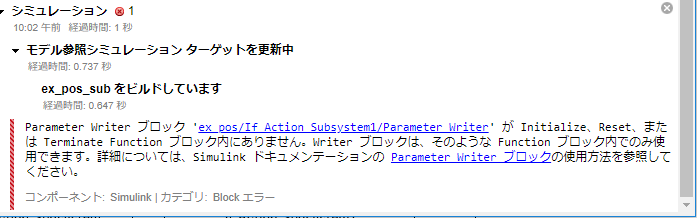 シミュレーション 1
10:02 午前 経過時間: 1 秒
モデル参照シミュレーション ターゲットを更新中
経過時間: 0.737 秒
ex_pos_sub をビルドしています
経過時間: 0.647 秒
Parameter Writer ブロック 'ex_pos/If Action Subsystem1/Parameter Writer' が Initialize、Reset、また
は Terminate Function ブロック内にありません。Writer ブロックは、そのような Function ブロック内でのみ使
用できます。詳細については、Simulink ドキュメンテーションの Parameter Writer ブロックの使用方法を参照してく
ださい。
コンポーネント: Simulink | カテゴリ: Block エラー